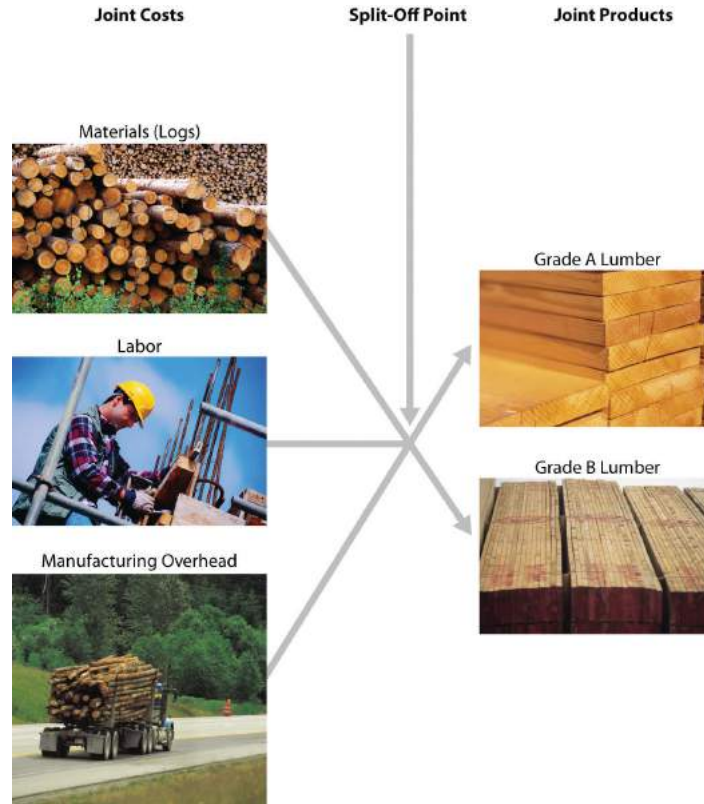 Joint Costs
Split-Off Point
Joint Products
Materials (Logs)
Grade A Lumber
Labor
Grade B Lumber
Manufacturing Overhead